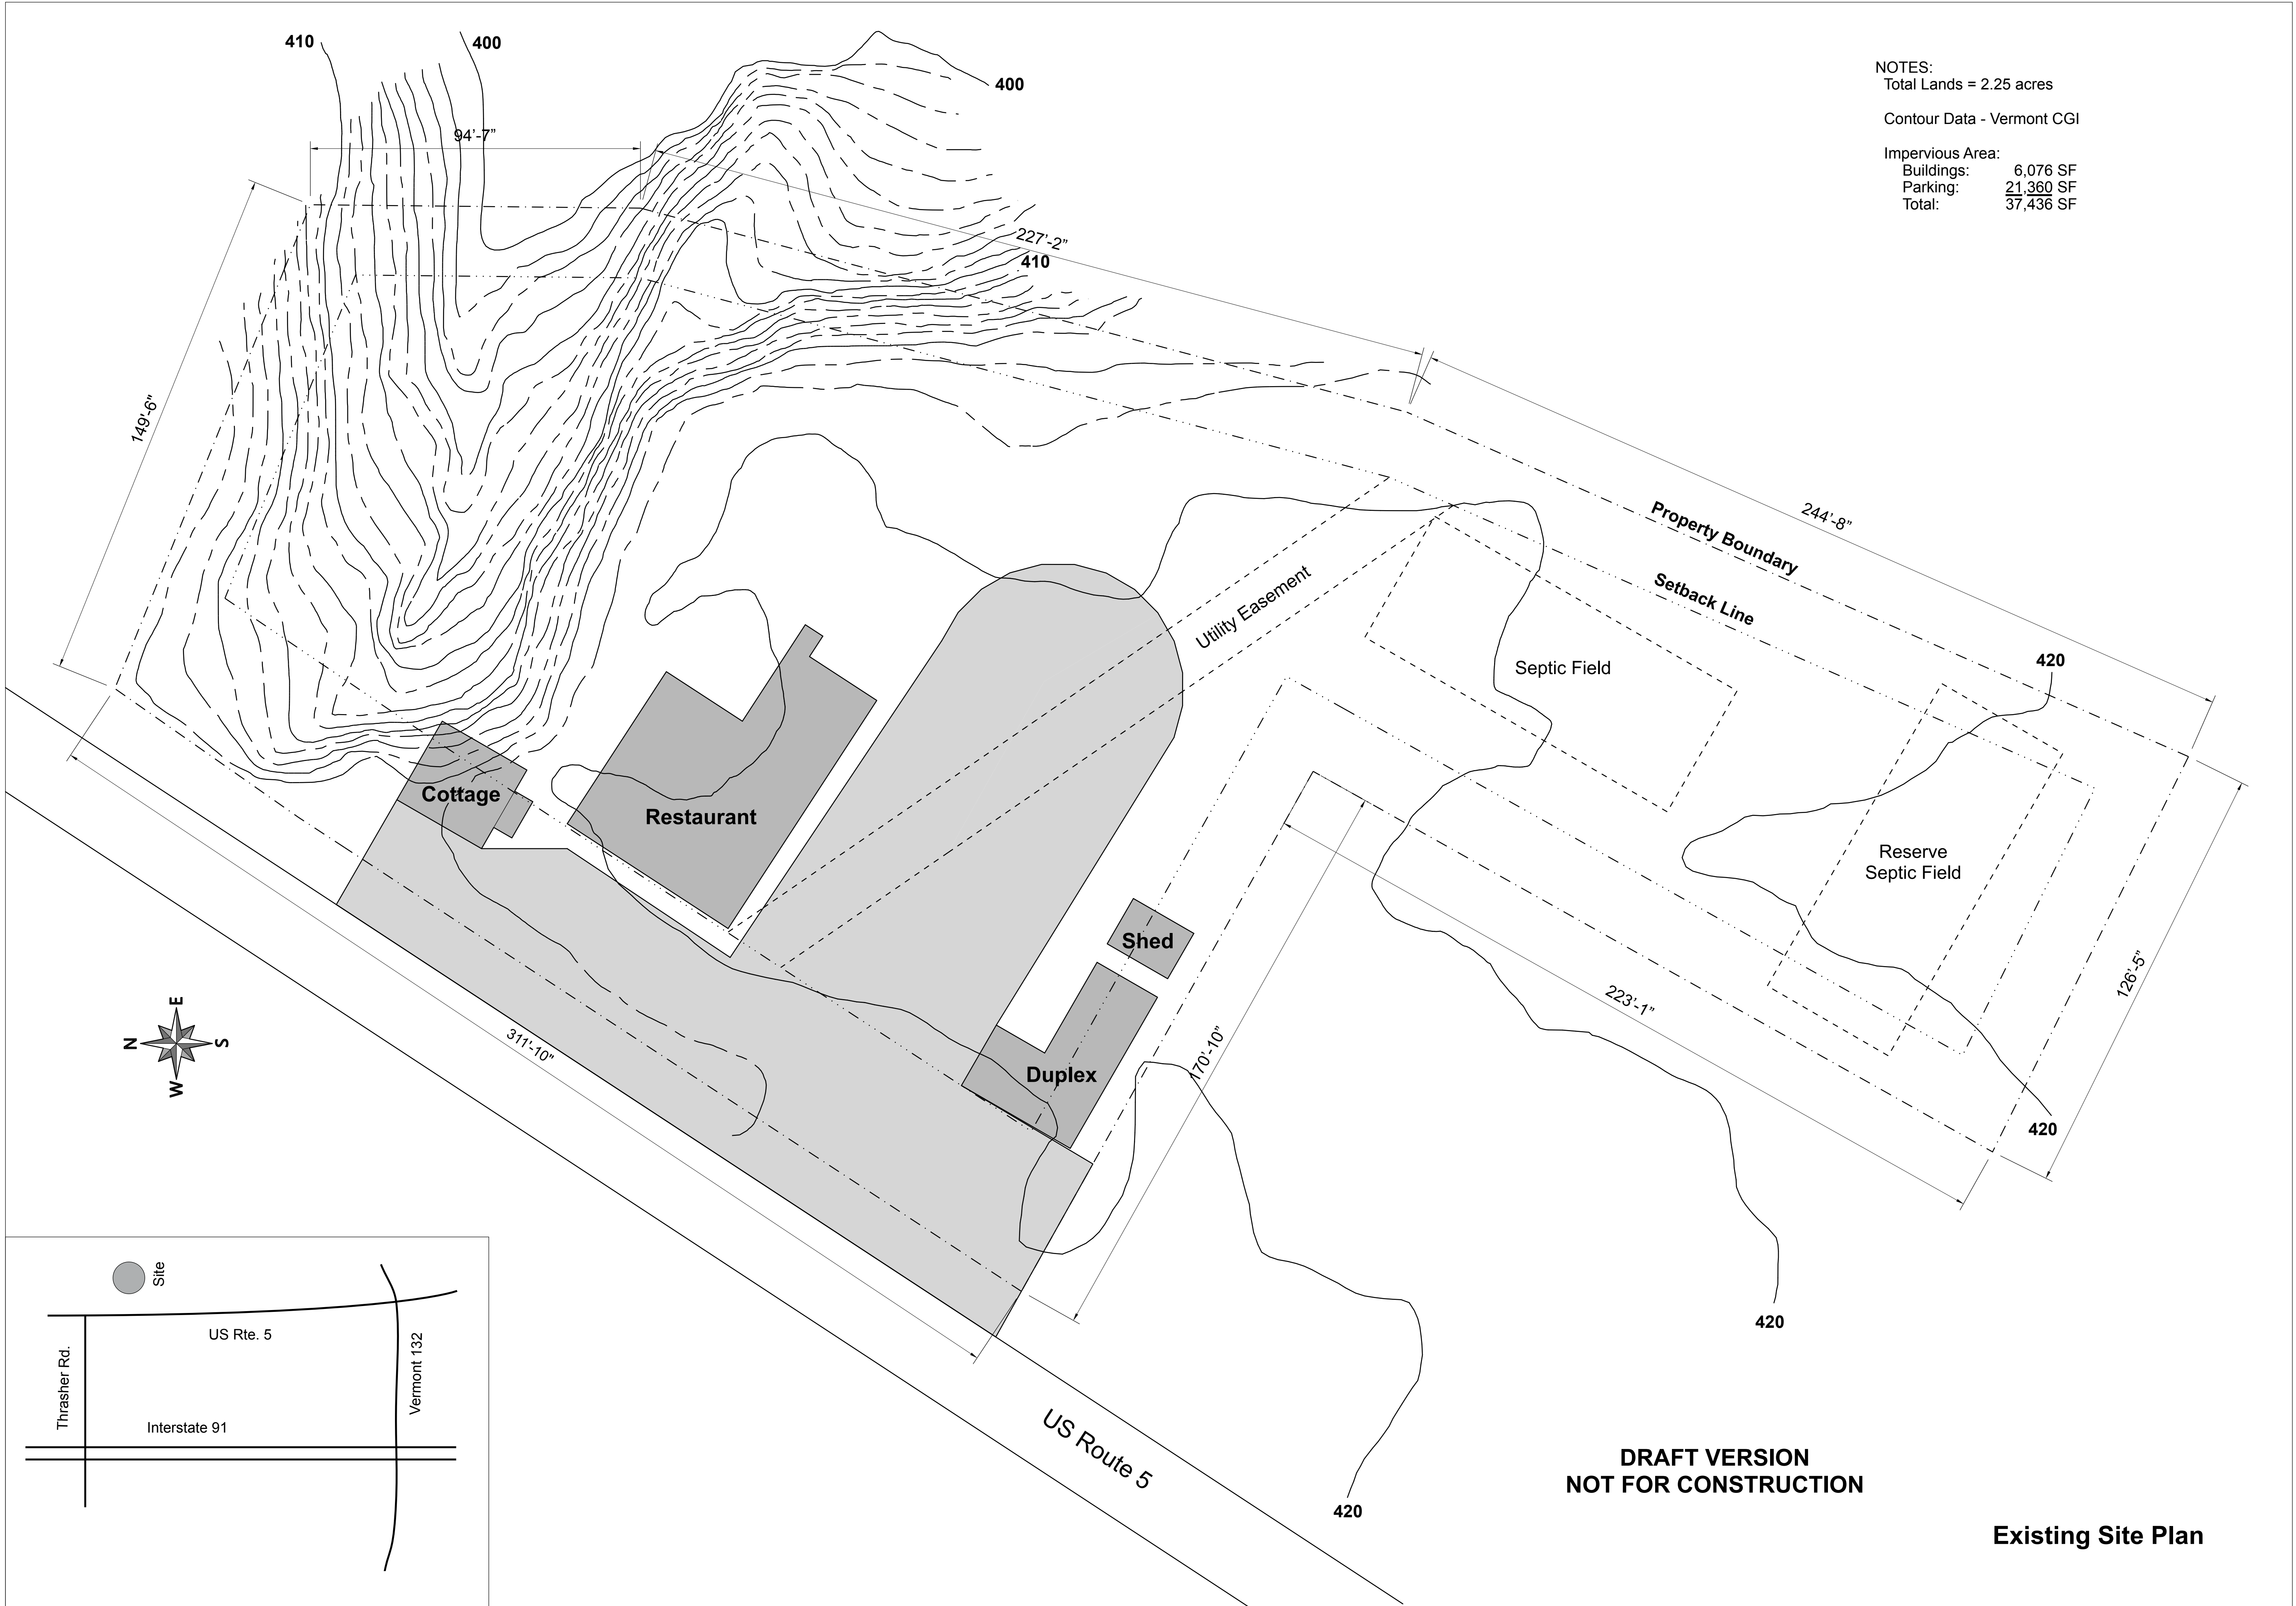 410
400
400
94'-7"
NOTES:
Total Lands = 2.25 acres
Contour Data - Vermont CGI
Impervious Area:
Buildings: 6,076 SF
Parking: 21,360 SF
Total: 37,436 SF
227'-2"
410
149'-6"
244'-8"
Property Boundary
Setback Line
Utility Easement
Septic Field
420
Cottage
Restaurant
Reserve
Septic Field
Shed
126'-5"
223'-1"
170'-10"
311'-10"
Duplex
420
E
N
S
W
420
Site
US Rte. 5
Thrasher Rd.
Vermont 132
Interstate 91
US Route 5
420
DRAFT VERSION
NOT FOR CONSTRUCTION
Existing Site Plan